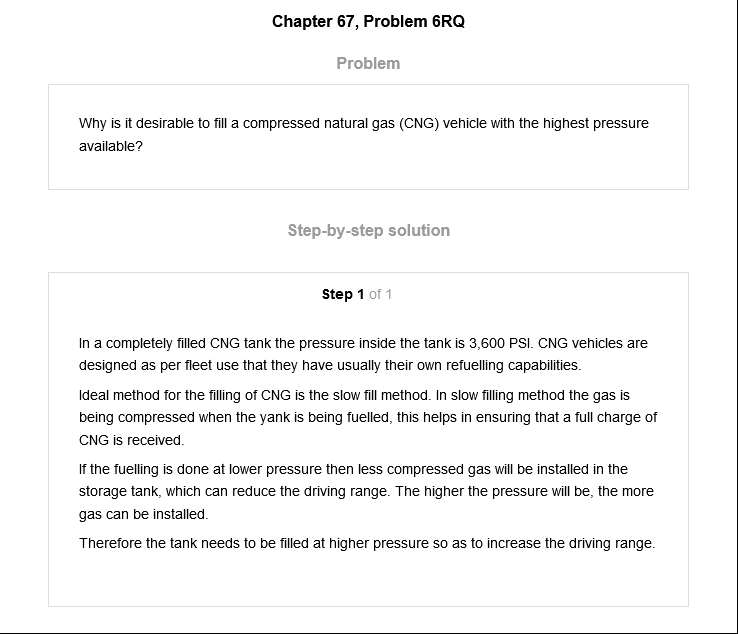 Chapter 67, Problem 6RQ
Problem
Why is it desirable to fill a compressed natural gas (CNG) vehicle with the highest pressure
available?
Step-by-step solution
Step 1 of 1
In a completely filled CNG tank the pressure inside the tank is 3,600 PSI. CNG vehicles are
designed as per fleet use that they have usually their own refuelling capabilities.
Ideal method for the filling of CNG is the slow fill method. In slow filling method the gas is
being compressed when the yank is being fuelled, this helps in ensuring that a full charge of
CNG is received.
If the fuelling is done at lower pressure then less compressed gas will be installed in the
storage tank, which can reduce the driving range. The higher the pressure will be, the more
gas can be installed.
Therefore the tank needs to be filled at higher pressure so as to increase the driving range.